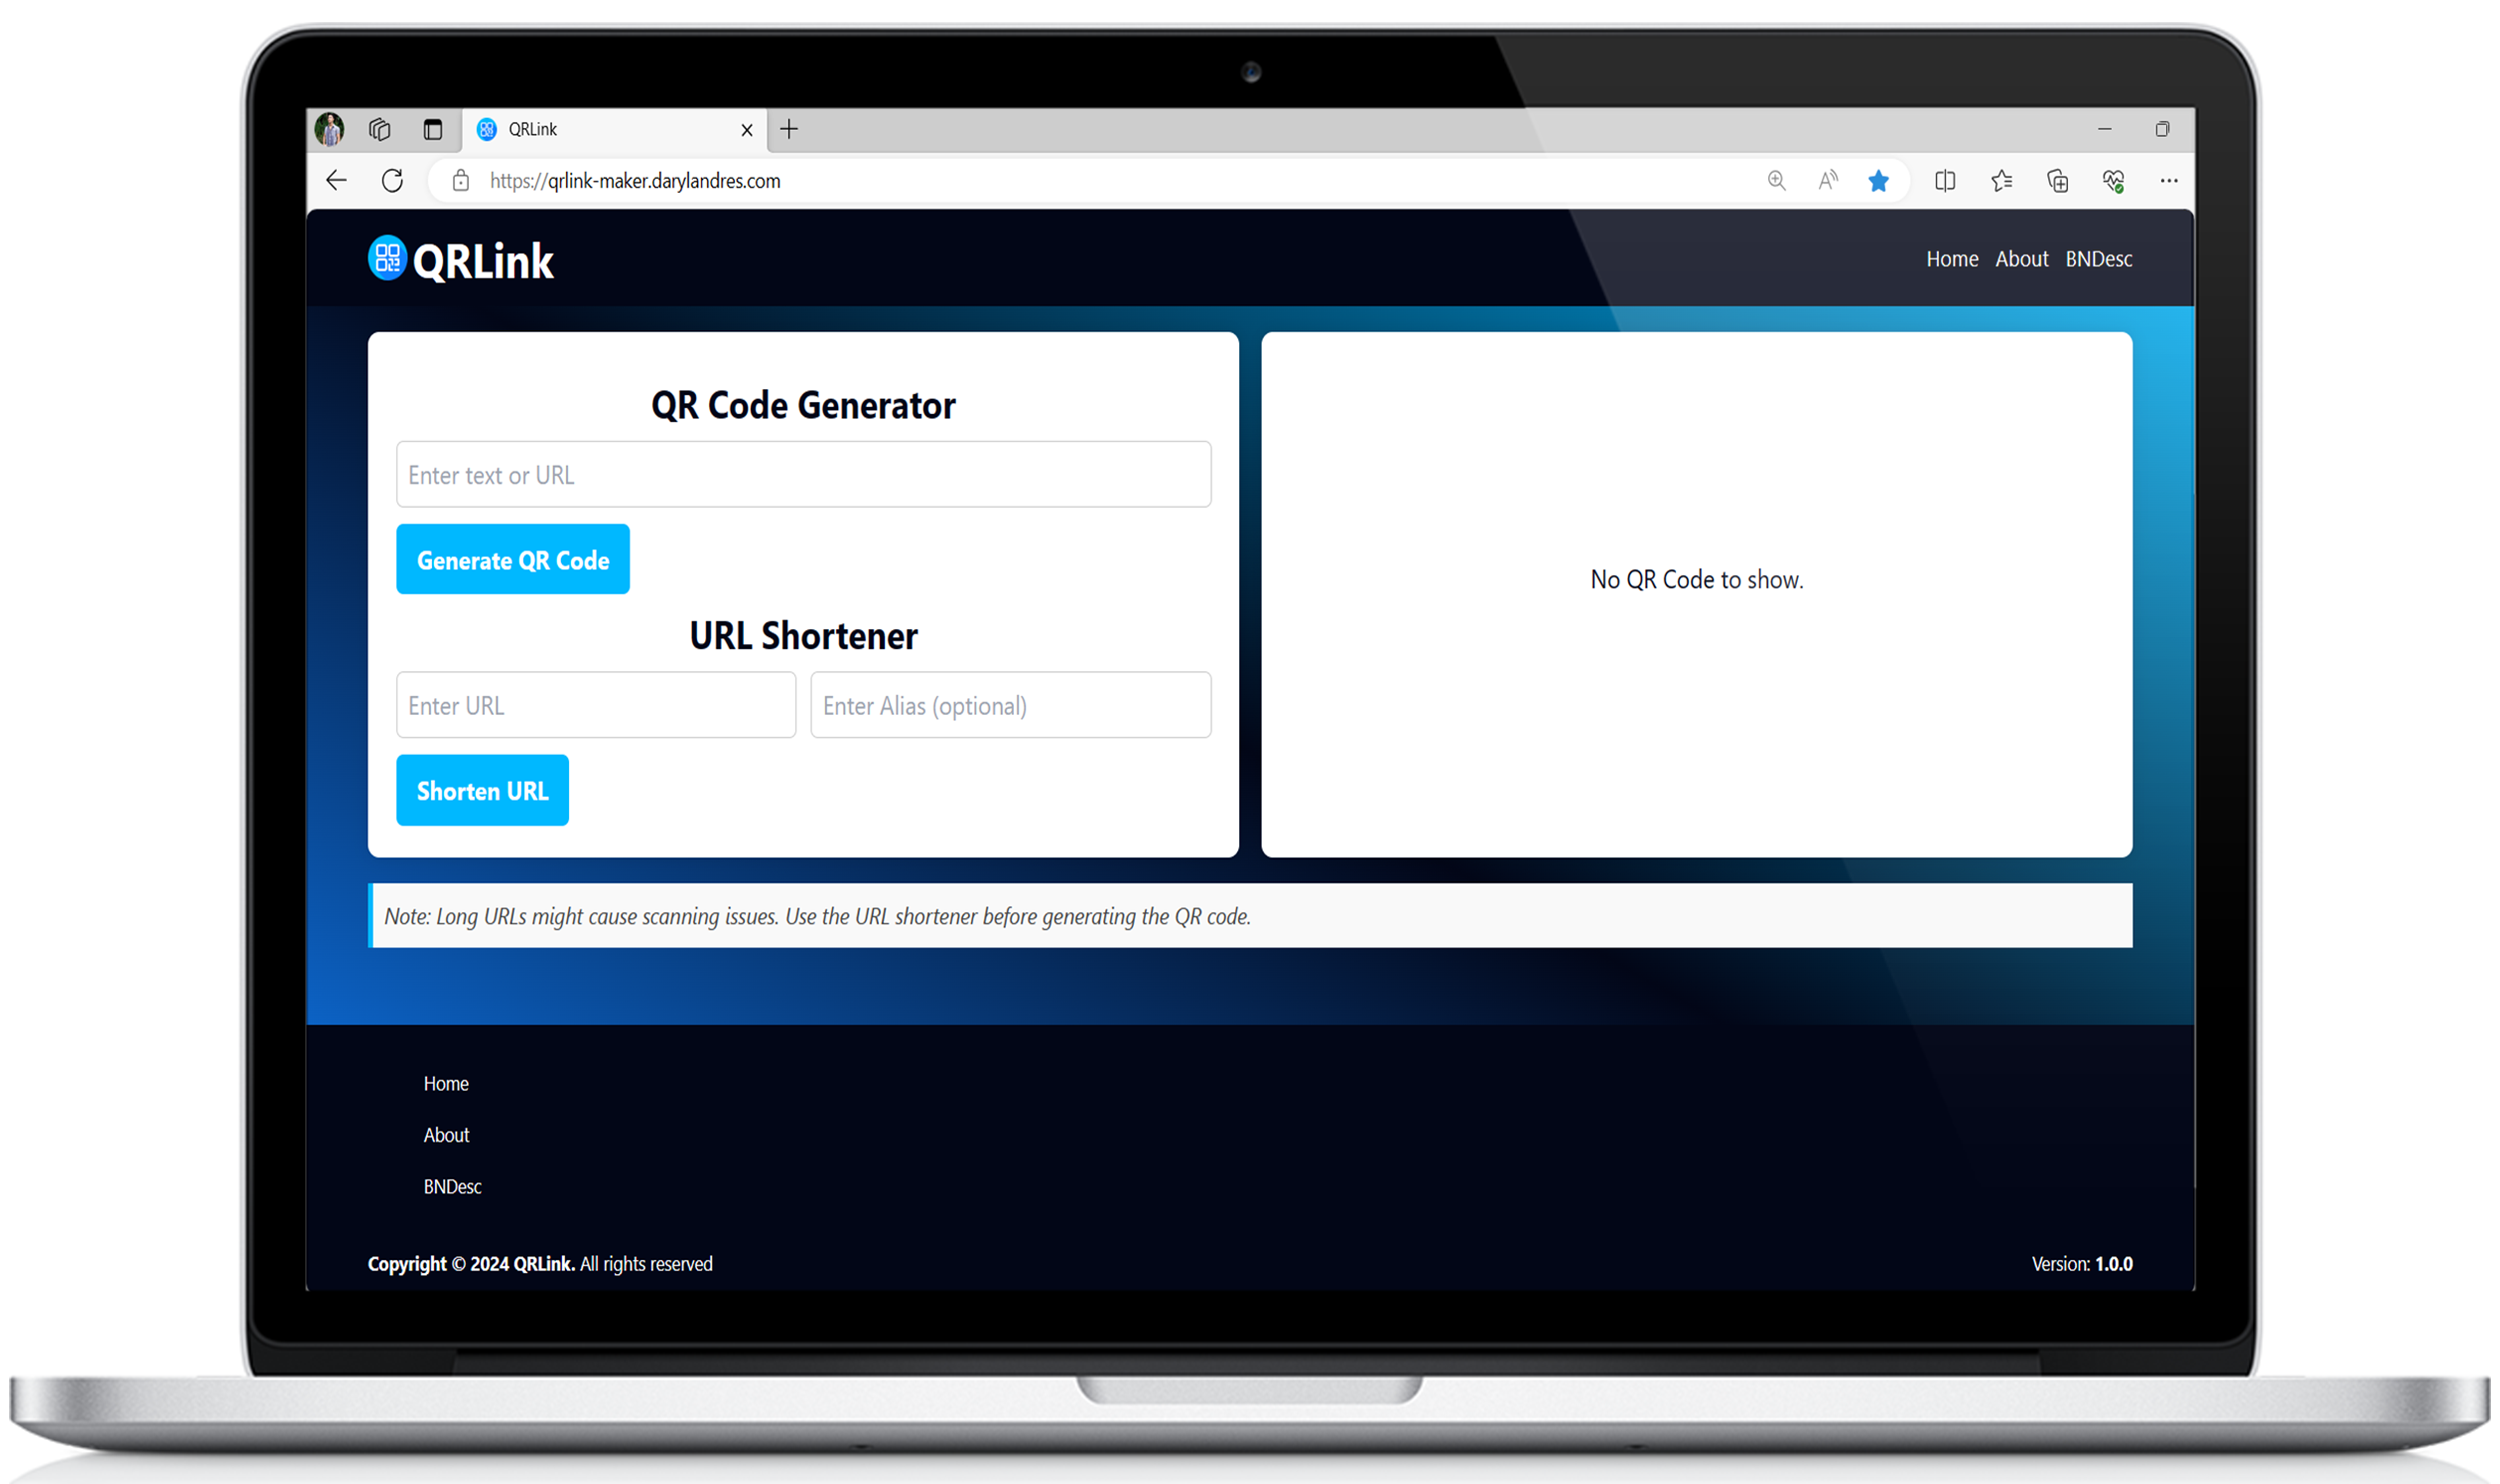 QRLink
https://qrlink-maker.darylandres.com
QRLink
Home About BNDesc
QR Code Generator
Enter text or URL
Generate QR Code
URL Shortener
Enter URL
Enter Alias (optional)
Shorten URL
No QR Code to show.
Note: Long URLs might cause scanning issues. Use the URL shortener before generating the QR code.
Home
About
BNDesc
Copyright © 2024 QRLink. All rights reserved
Version: 1.0.0